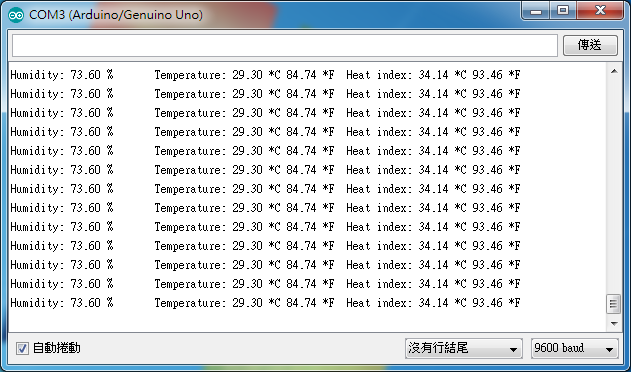 COM3 (Arduino/Genuino Uno)
傳送
Humidity: 73.60 % Temperature: 29.30 *C 84.74 *F Heat index: 34.14 *C 93.46 *F
Humidity: 73.60 % Temperature: 29.30 *C 84.74 *F Heat index: 34.14 *C 93.46 *F
Humidity: 73.60 % Temperature: 29.30 *C 84.74 *F Heat index: 34.14 *C 93.46 *F
Humidity: 73.60 % Temperature: 29.30 *C 84.74 *F Heat index: 34.14 *C 93.46 *F
Humidity: 73.60 % Temperature: 29.30 *C 84.74 *F Heat index: 34.14 *C 93.46 *F
Humidity: 73.60 % Temperature: 29.30 *C 84.74 *F Heat index: 34.14 *C 93.46 *F
Humidity: 73.60 % Temperature: 29.30 *C 84.74 *F Heat index: 34.14 *C 93.46 *F
Humidity: 73.60 % Temperature: 29.30 *C 84.74 *F Heat index: 34.14 *C 93.46 *F
Humidity: 73.60 % Temperature: 29.30 *C 84.74 *F Heat index: 34.14 *C 93.46 *F
Humidity: 73.60 % Temperature: 29.30 *C 84.74 *F Heat index: 34.14 *C 93.46 *F
Humidity: 73.60 % Temperature: 29.30 *C 84.74 *F Heat index: 34.14 *C 93.46 *F
Humidity: 73.60 % Temperature: 29.30 *C 84.74 *F Heat index: 34.14 *C 93.46 *F
Humidity: 73.60 % Temperature: 29.30 *C 84.74 *F Heat index: 34.14 *C 93.46 *F
自動捲動 沒有行結尾 9600 baud